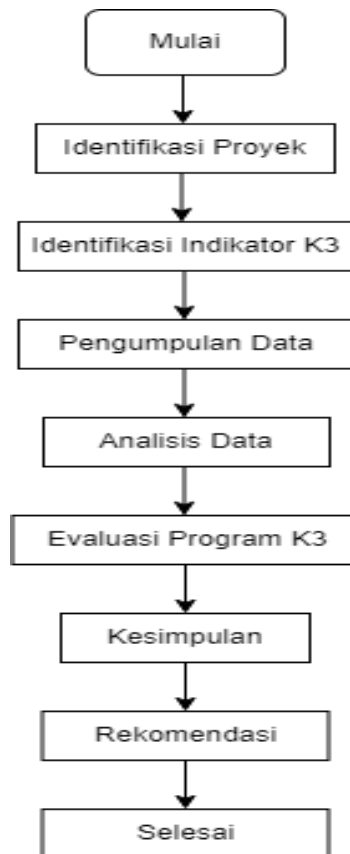 Mulai
Identifikasi Proyek
Identifikasi Indikator K3
Pengumpulan Data
Analisis Data
Evaluasi Program K3
Kesimpulan
Rekomendasi
Selesai